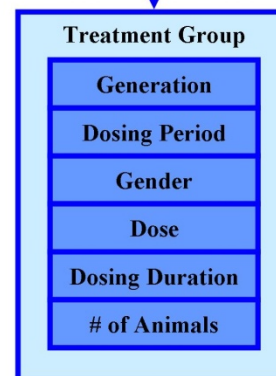 Treatment Group
Generation
Dosing Period
Gender
Dose
Dosing Duration
# of Animals